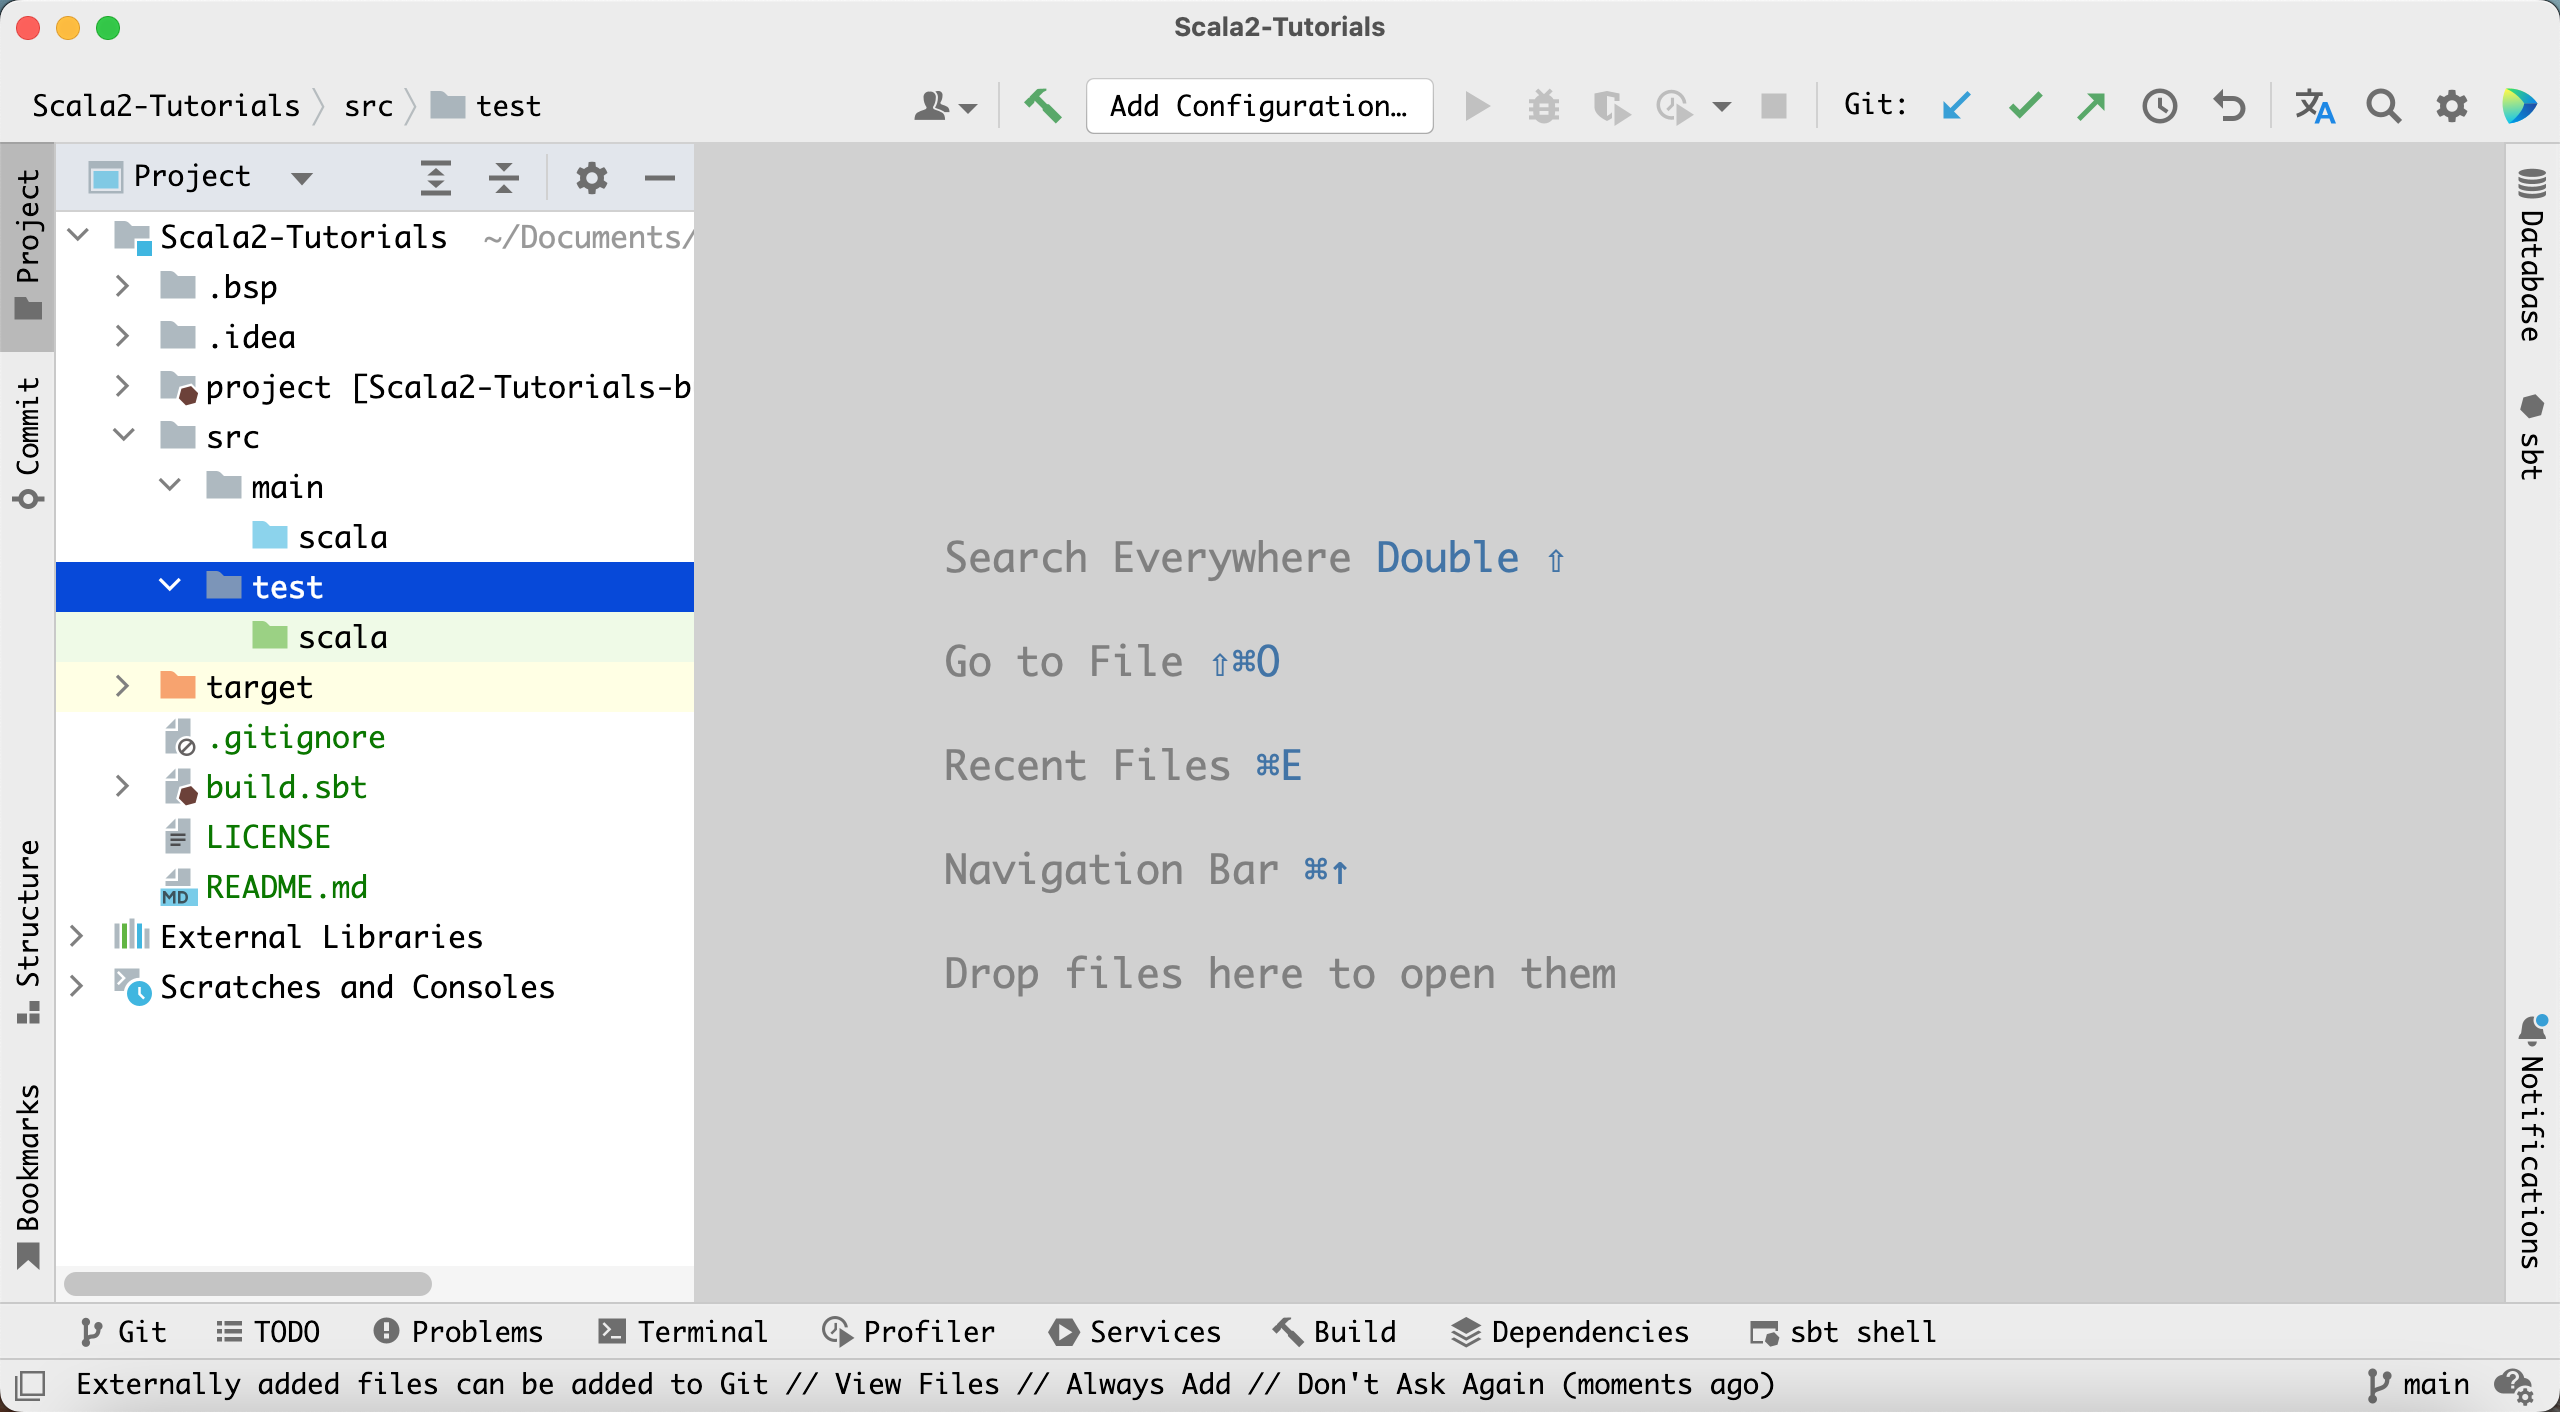 Scala2-Tutorials
Scala2-Tutorials src test
Add Configuration…
Git:
Project
Project
Commit
Structure
Bookmarks
Scala2-Tutorials ~/Documents/
.bsp
.idea
project [Scala2-Tutorials-b
src
main
scala
test
scala
target
.gitignore
build.sbt
LICENSE
MD README.md
External Libraries
Scratches and Consoles
Search Everywhere Double ⇧
Go to File ⇧⌘O
Recent Files ⌘E
Navigation Bar ⌘↑
Drop files here to open them
Database
sbt
Notifications
Git TODO Problems Terminal Profiler Services Build Dependencies sbt shell
Externally added files can be added to Git // View Files // Always Add // Don't Ask Again (moments ago)
main